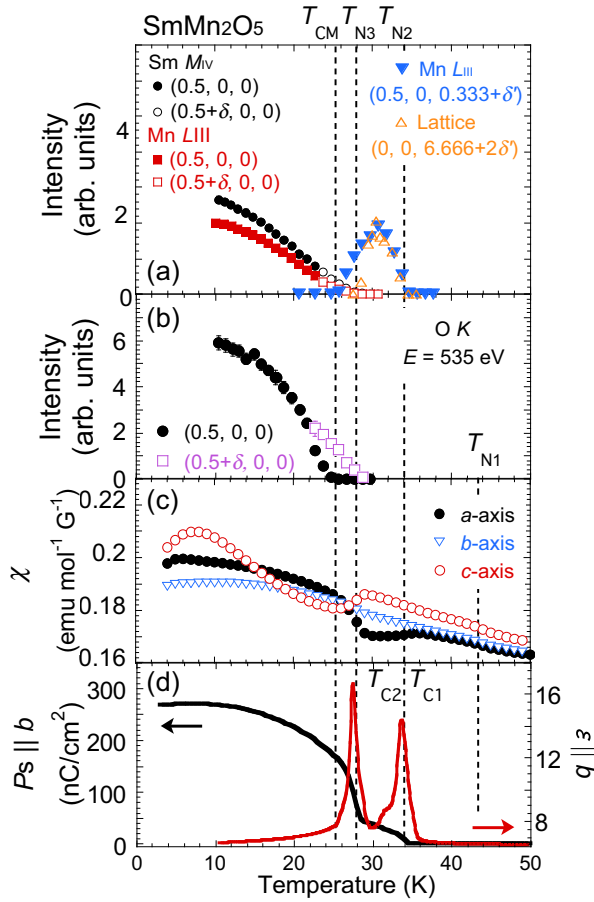 SmMn2O5
TCM TN3 TN2
Sm MIV
(0.5, 0, 0)
(0.5+δ, 0, 0)
Mn LIII
(0.5, 0, 0)
(0.5+δ, 0, 0)
Mn LIII
(0.5, 0, 0.333+δ')
Lattice
(0, 0, 6.666+2δ')
Intensity
(arb. units)
4
2
0
(a)
(b)
O K
E = 535 eV
Intensity
(arb. units)
6
4
2
0
(0.5, 0, 0)
(0.5+δ, 0, 0)
TN1
(c)
a-axis
b-axis
c-axis
χ
(emu mol-1 G-1)
0.22
0.2
0.18
0.16
(d)
TC2 TC1
Ps || b
(nC/cm2)
300
200
100
0
16
12
8
ε || b
0 10 20 30 40 50
Temperature (K)